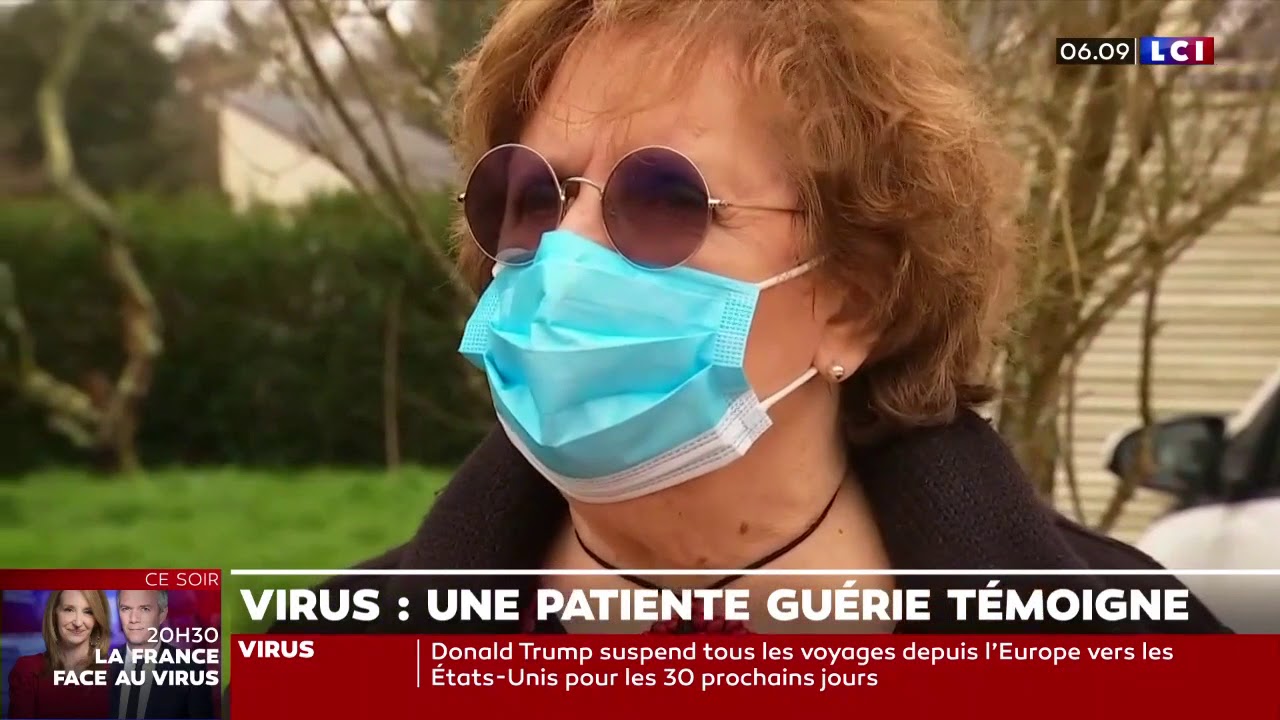 06.09 LCI
CE SOIR
20H30
LA FRANCE
FACE AU VIRUS
VIRUS : UNE PATIENTE GUÉRIE TÉMOIGNE
VIRUS
Donald Trump suspend tous les voyages depuis l'Europe vers les
États-Unis pour les 30 prochains jours